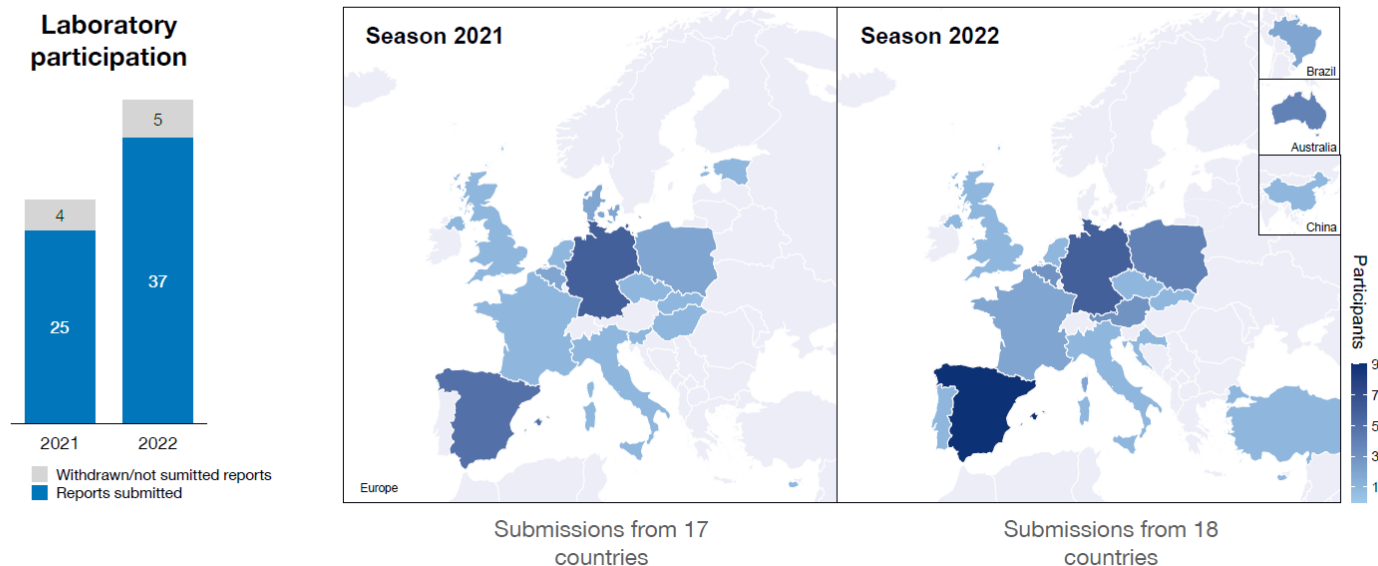 Laboratory
participation
5
4
37
25
2021
2022
Withdrawn/not sumitted reports
Reports submitted
Season 2021
Europe
Submissions from 17
countries
Season 2022
Brazil
Australia
China
Submissions from 18
countries
Participants
9
7
5
3
1